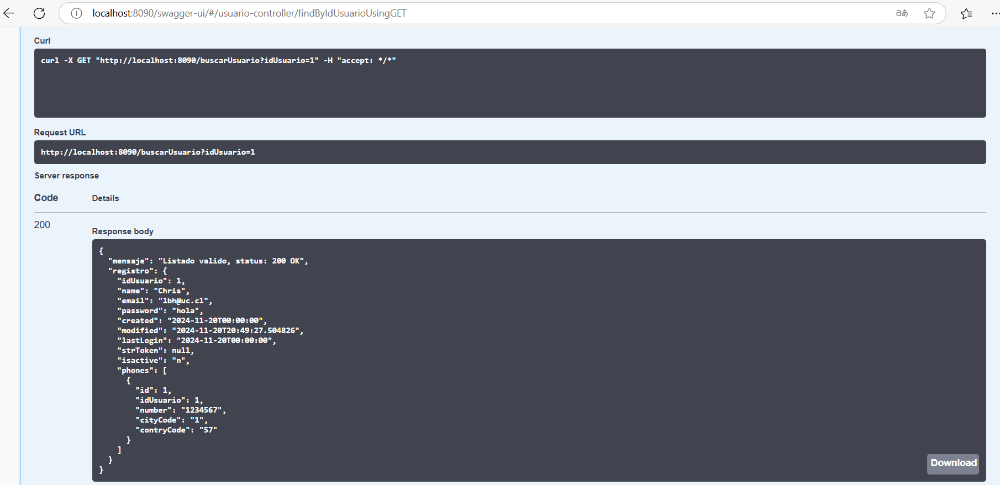 localhost:8090/swagger-ui/#/usuario-controller/findByIdUsuarioUsingGET
Curl
curl -X GET "http://localhost:8090/buscarUsuario?idUsuario=1" -H "accept: */*"
Request URL
http://localhost:8090/buscarUsuario?idUsuario=1
Server response
Code Details
200
Response body
{
  "mensaje": "Listado valido, status: 200 OK",
  "registro": {
    "idUsuario": 1,
    "name": "Chris",
    "email": "lbh@uc.cl",
    "password": "hola",
    "created": "2024-11-20T00:00:00",
    "modified": "2024-11-20T20:49:27.504826",
    "lastLogin": "2024-11-20T00:00:00",
    "strToken": null,
    "isactive": "n",
    "phones": [
      {
        "id": 1,
        "idUsuario": 1,
        "number": "1234567",
        "cityCode": "1",
        "contryCode": "57"
      }
    ]
  }
}
Download